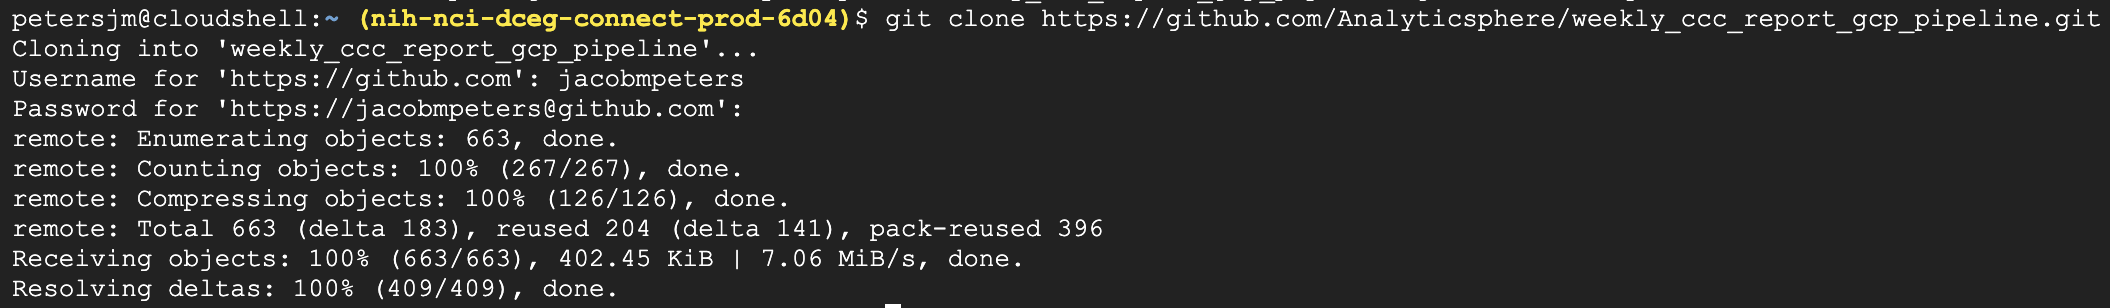 petersjm@cloudshell:~ (nih-nci-dceg-connect-prod-6d04)$ git clone https://github.com/Analyticsphere/weekly_ccc_report_gcp_pipeline.git
Cloning into 'weekly_ccc_report_gcp_pipeline'...
Username for 'https://github.com': jacobmpeters
Password for 'https://jacobmpeters@github.com':
remote: Enumerating objects: 663, done.
remote: Counting objects: 100% (267/267), done.
remote: Compressing objects: 100% (126/126), done.
remote: Total 663 (delta 183), reused 204 (delta 141), pack-reused 396
Receiving objects: 100% (663/663), 402.45 KiB | 7.06 MiB/s, done.
Resolving deltas: 100% (409/409), done.